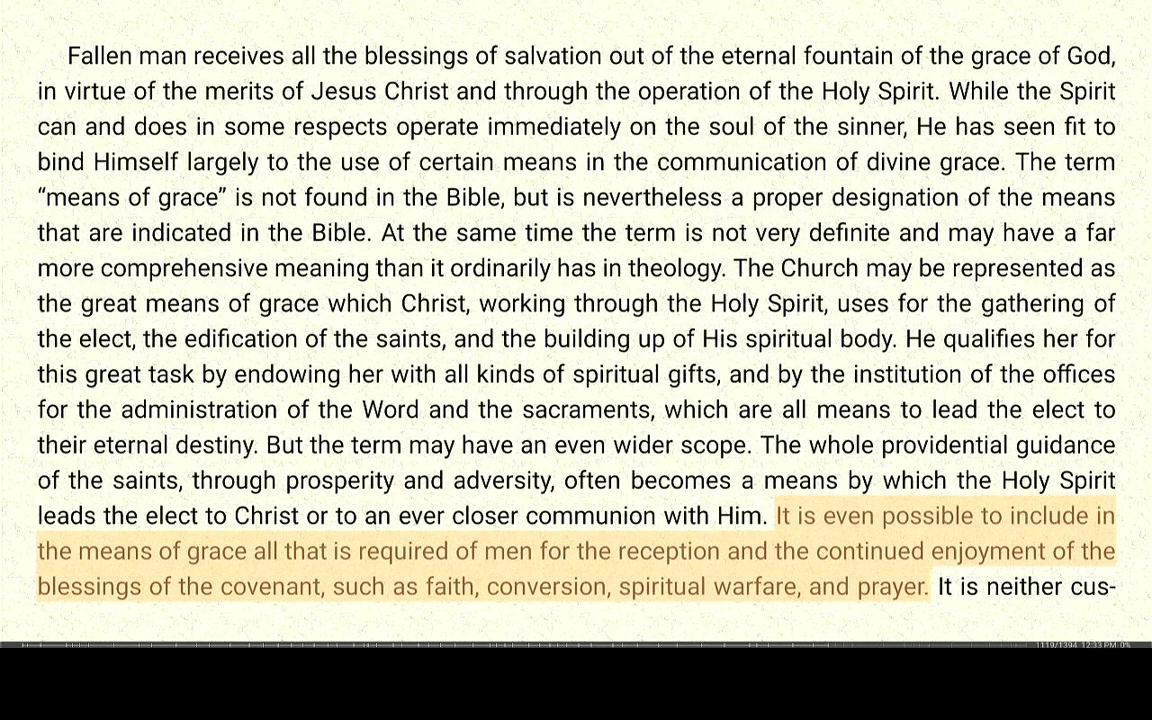 Fallen man receives all the blessings of salvation out of the eternal fountain of the grace of God,
in virtue of the merits of Jesus Christ and through the operation of the Holy Spirit. While the Spirit
can and does in some respects operate immediately on the soul of the sinner, He has seen fit to
bind Himself largely to the use of certain means in the communication of divine grace. The term
“means of grace” is not found in the Bible, but is nevertheless a proper designation of the means
that are indicated in the Bible. At the same time the term is not very definite and may have a far
more comprehensive meaning than it ordinarily has in theology. The Church may be represented as
the great means of grace which Christ, working through the Holy Spirit, uses for the gathering of
the elect, the edification of the saints, and the building up of His spiritual body. He qualifies her for
this great task by endowing her with all kinds of spiritual gifts, and by the institution of the offices
for the administration of the Word and the sacraments, which are all means to lead the elect to
their eternal destiny. But the term may have an even wider scope. The whole providential guidance
of the saints, through prosperity and adversity, often becomes a means by which the Holy Spirit
leads the elect to Christ or to an ever closer communion with Him. It is even possible to include in
the means of grace all that is required of men for the reception and the continued enjoyment of the
blessings of the covenant, such as faith, conversion, spiritual warfare, and prayer. It is neither cus-
1119/1394 12:33 PM 0%